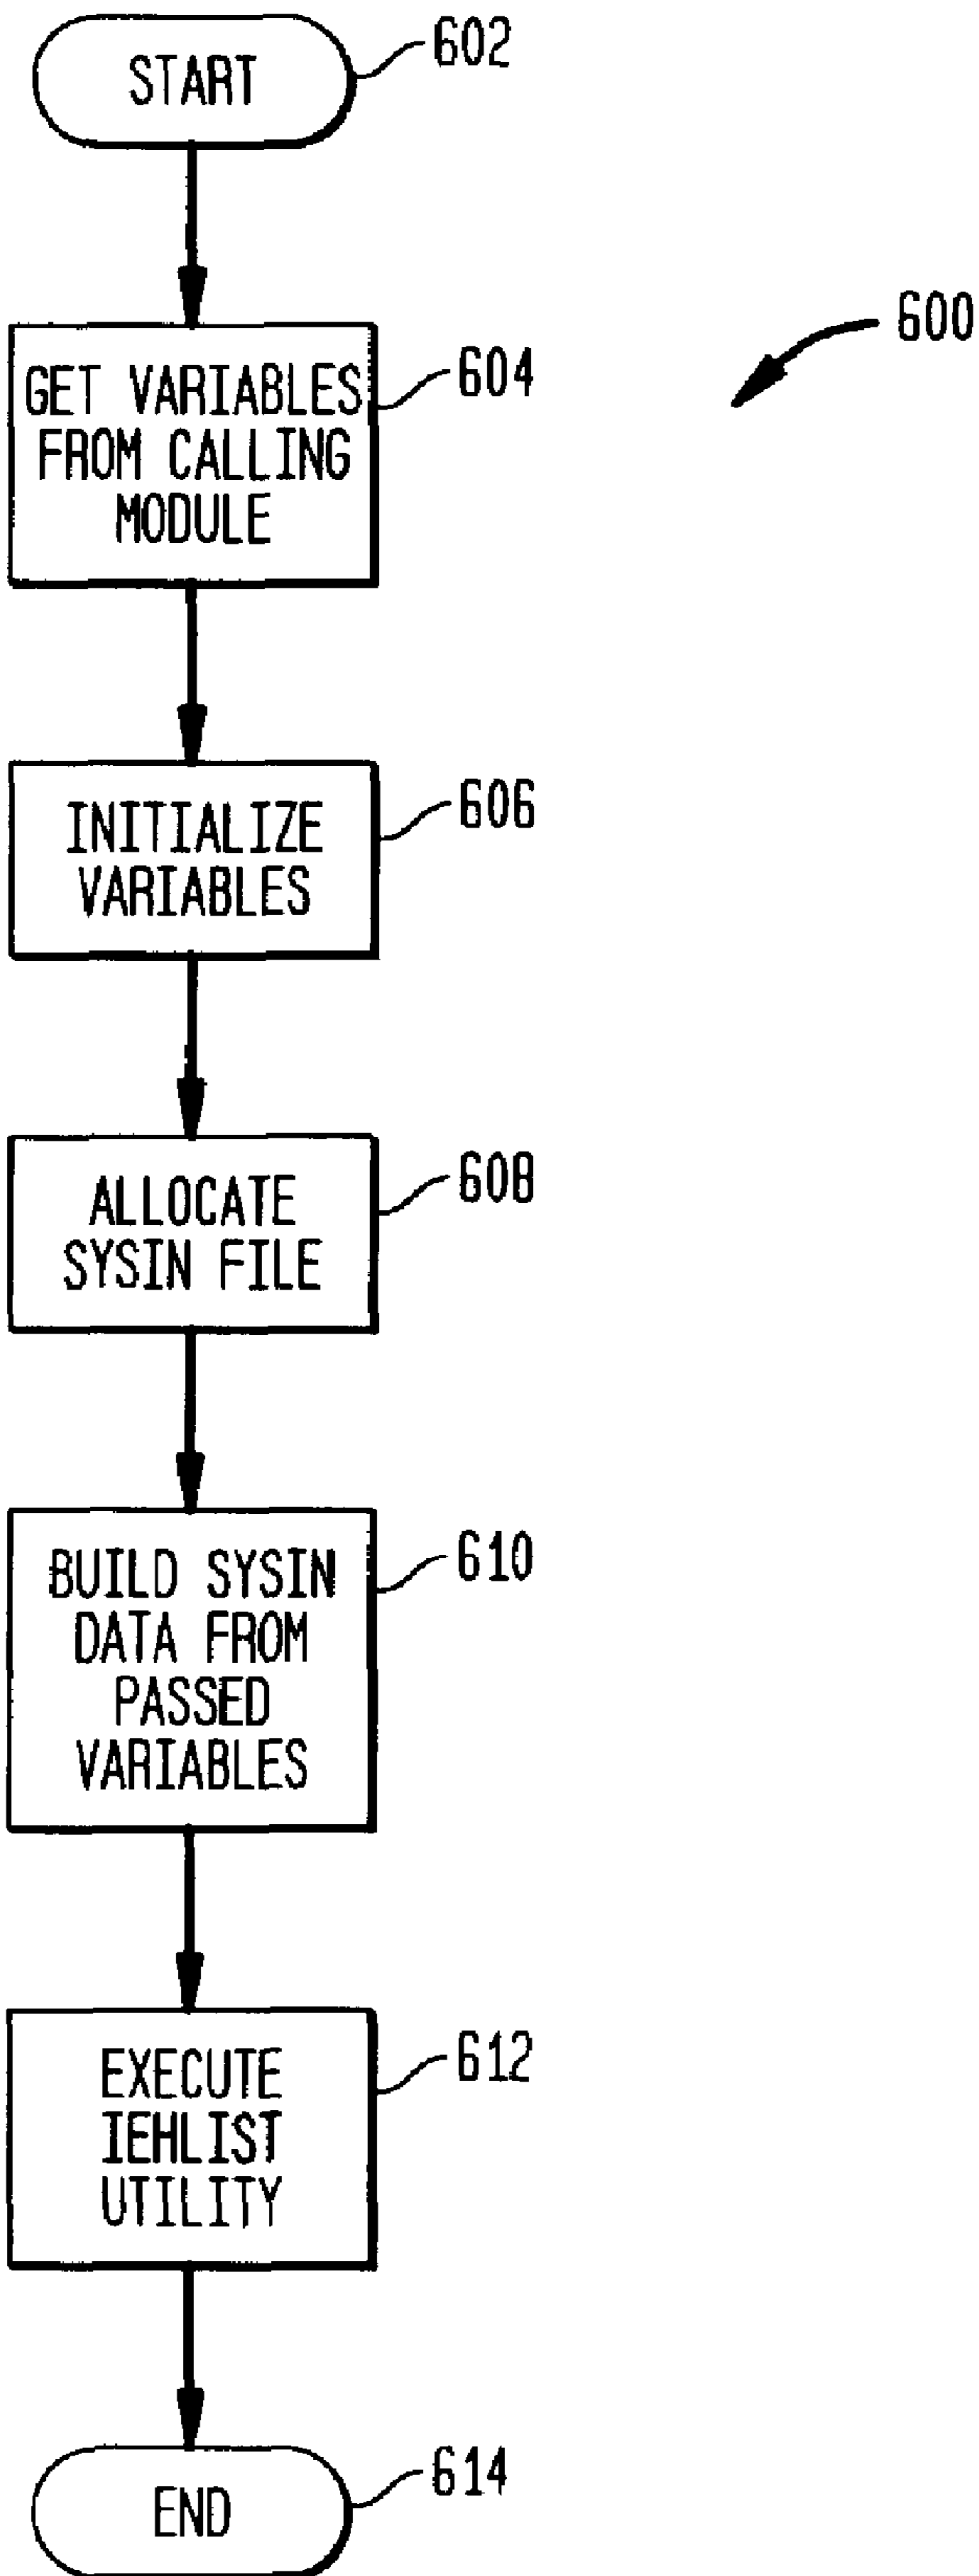 START
602
600
GET VARIABLES
FROM CALLING
MODULE
604
INITIALIZE
VARIABLES
606
ALLOCATE
SYSIN FILE
608
BUILD SYSIN
DATA FROM
PASSED
VARIABLES
610
EXECUTE
IEHLIST
UTILITY
612
END
614